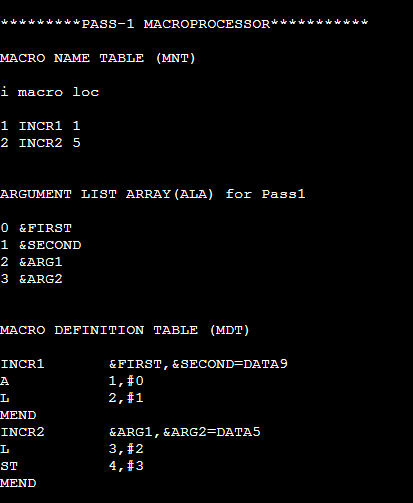 *********PASS-1 MACROPROCESSOR***********
MACRO NAME TABLE (MNT)
i macro loc
1 INCR1 1
2 INCR2 5
ARGUMENT LIST ARRAY(ALA) for Pass1
0 &FIRST
1 &SECOND
2 &ARG1
3 &ARG2
MACRO DEFINITION TABLE (MDT)
INCR1 &FIRST,&SECOND=DATA9
A 1,#0
L 2,#1
MEND
INCR2 &ARG1,&ARG2=DATA5
L 3,#2
ST 4,#3
MEND